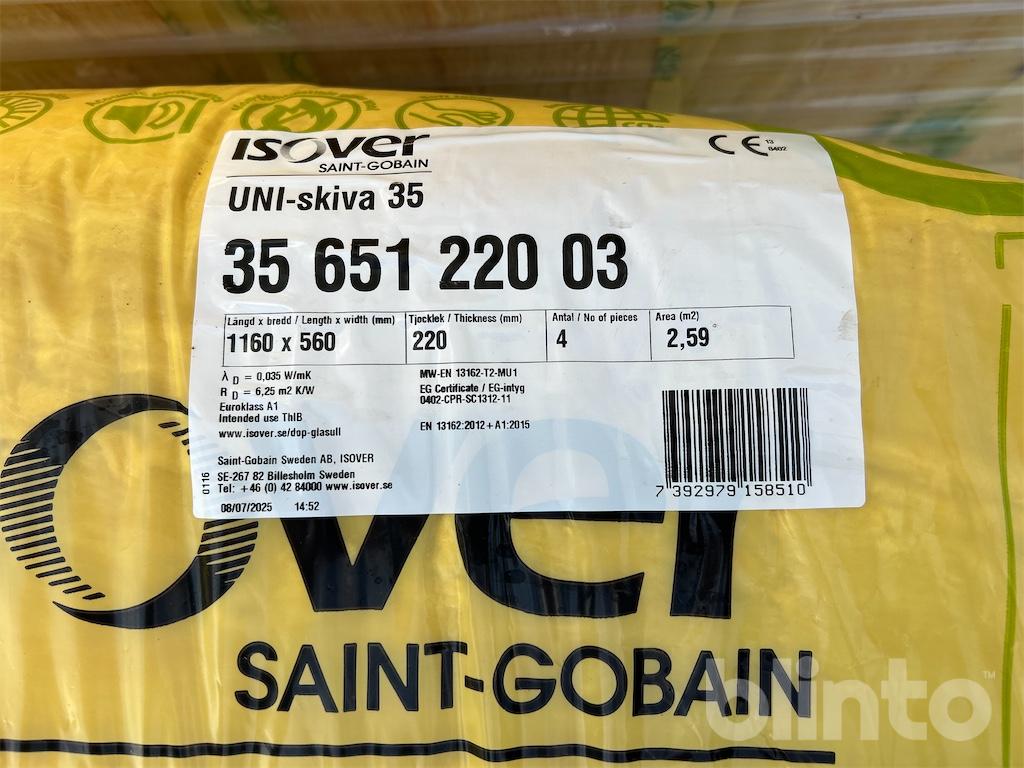 ISOVER
SAINT-GOBAIN
CE 13
0402
UNI-skiva 35
35 651 220 03
Längd x bredd / Length x width (mm) Tjocklek / Thickness (mm) Antal / No of pieces Area (m2)
1160 x 560 220 4 2,59
λ D = 0,035 W/mK
R D = 6,25 m2 K/W
Euroklass A1
Intended use ThIB
www.isover.se/dop-glasull
MW-EN 13162-T2-MU1
EG Certificate / EG-intyg
0402-CPR-SC1312-11
EN 13162:2012 +A1:2015
Saint-Gobain Sweden AB, ISOVER
SE-267 82 Billesholm Sweden
Tel: +46 (0) 42 84000 www.isover.se
08/07/2025 14:52
0116
7 392979 158510
over
SAINT-GOBAIN
blinto™